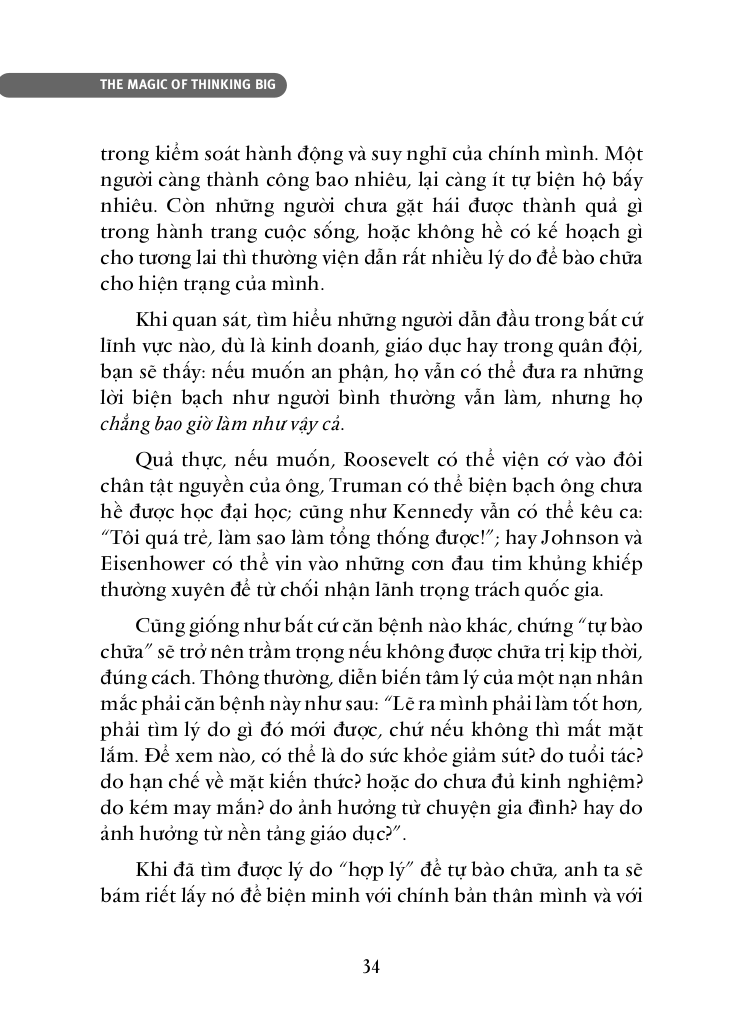 THE MAGIC OF THINKING BIG
trong kiểm soát hành động và suy nghĩ của chính mình. Một
người càng thành công bao nhiêu, lại càng ít tự biện hộ bấy
nhiêu. Còn những người chưa gặt hái được thành quả gì
trong hành trang cuộc sống, hoặc không hề có kế hoạch gì
cho tương lai thì thường viện dẫn rất nhiều lý do để bào chữa
cho hiện trạng của mình.
Khi quan sát, tìm hiểu những người dẫn đầu trong bất cứ
lĩnh vực nào, dù là kinh doanh, giáo dục hay trong quân đội,
bạn sẽ thấy: nếu muốn an phận, họ vẫn có thể đưa ra những
lời biện bạch như người bình thường vẫn làm, nhưng họ
chẳng bao giờ làm như vậy cả.
Quả thực, nếu muốn, Roosevelt có thể viện cớ vào đôi
chân tật nguyền của ông, Truman có thể biện bạch ông chưa
hề được học đại học; cũng như Kennedy vẫn có thể kêu ca:
“Tôi quá trẻ, làm sao làm tổng thống được!”; hay Johnson và
Eisenhower có thể vin vào những cơn đau tim khủng khiếp
thường xuyên để từ chối nhận lãnh trọng trách quốc gia.
Cũng giống như bất cứ căn bệnh nào khác, chứng “tự bào
chữa” sẽ trở nên trầm trọng nếu không được chữa trị kịp thời,
đúng cách. Thông thường, diễn biến tâm lý của một nạn nhân
mắc phải căn bệnh này như sau: “Lẽ ra mình phải làm tốt hơn,
phải tìm lý do gì đó mới được, chứ nếu không thì mất mặt
lắm. Để xem nào, có thể là do sức khỏe giảm sút? do tuổi tác?
do hạn chế về mặt kiến thức? hoặc do chưa đủ kinh nghiệm?
do kém may mắn? do ảnh hưởng từ chuyện gia đình? hay do
ảnh hưởng từ nền tảng giáo dục?”.
Khi đã tìm được lý do “hợp lý” để tự bào chữa, anh ta sẽ
bám riết lấy nó để biện minh với chính bản thân mình và với
34